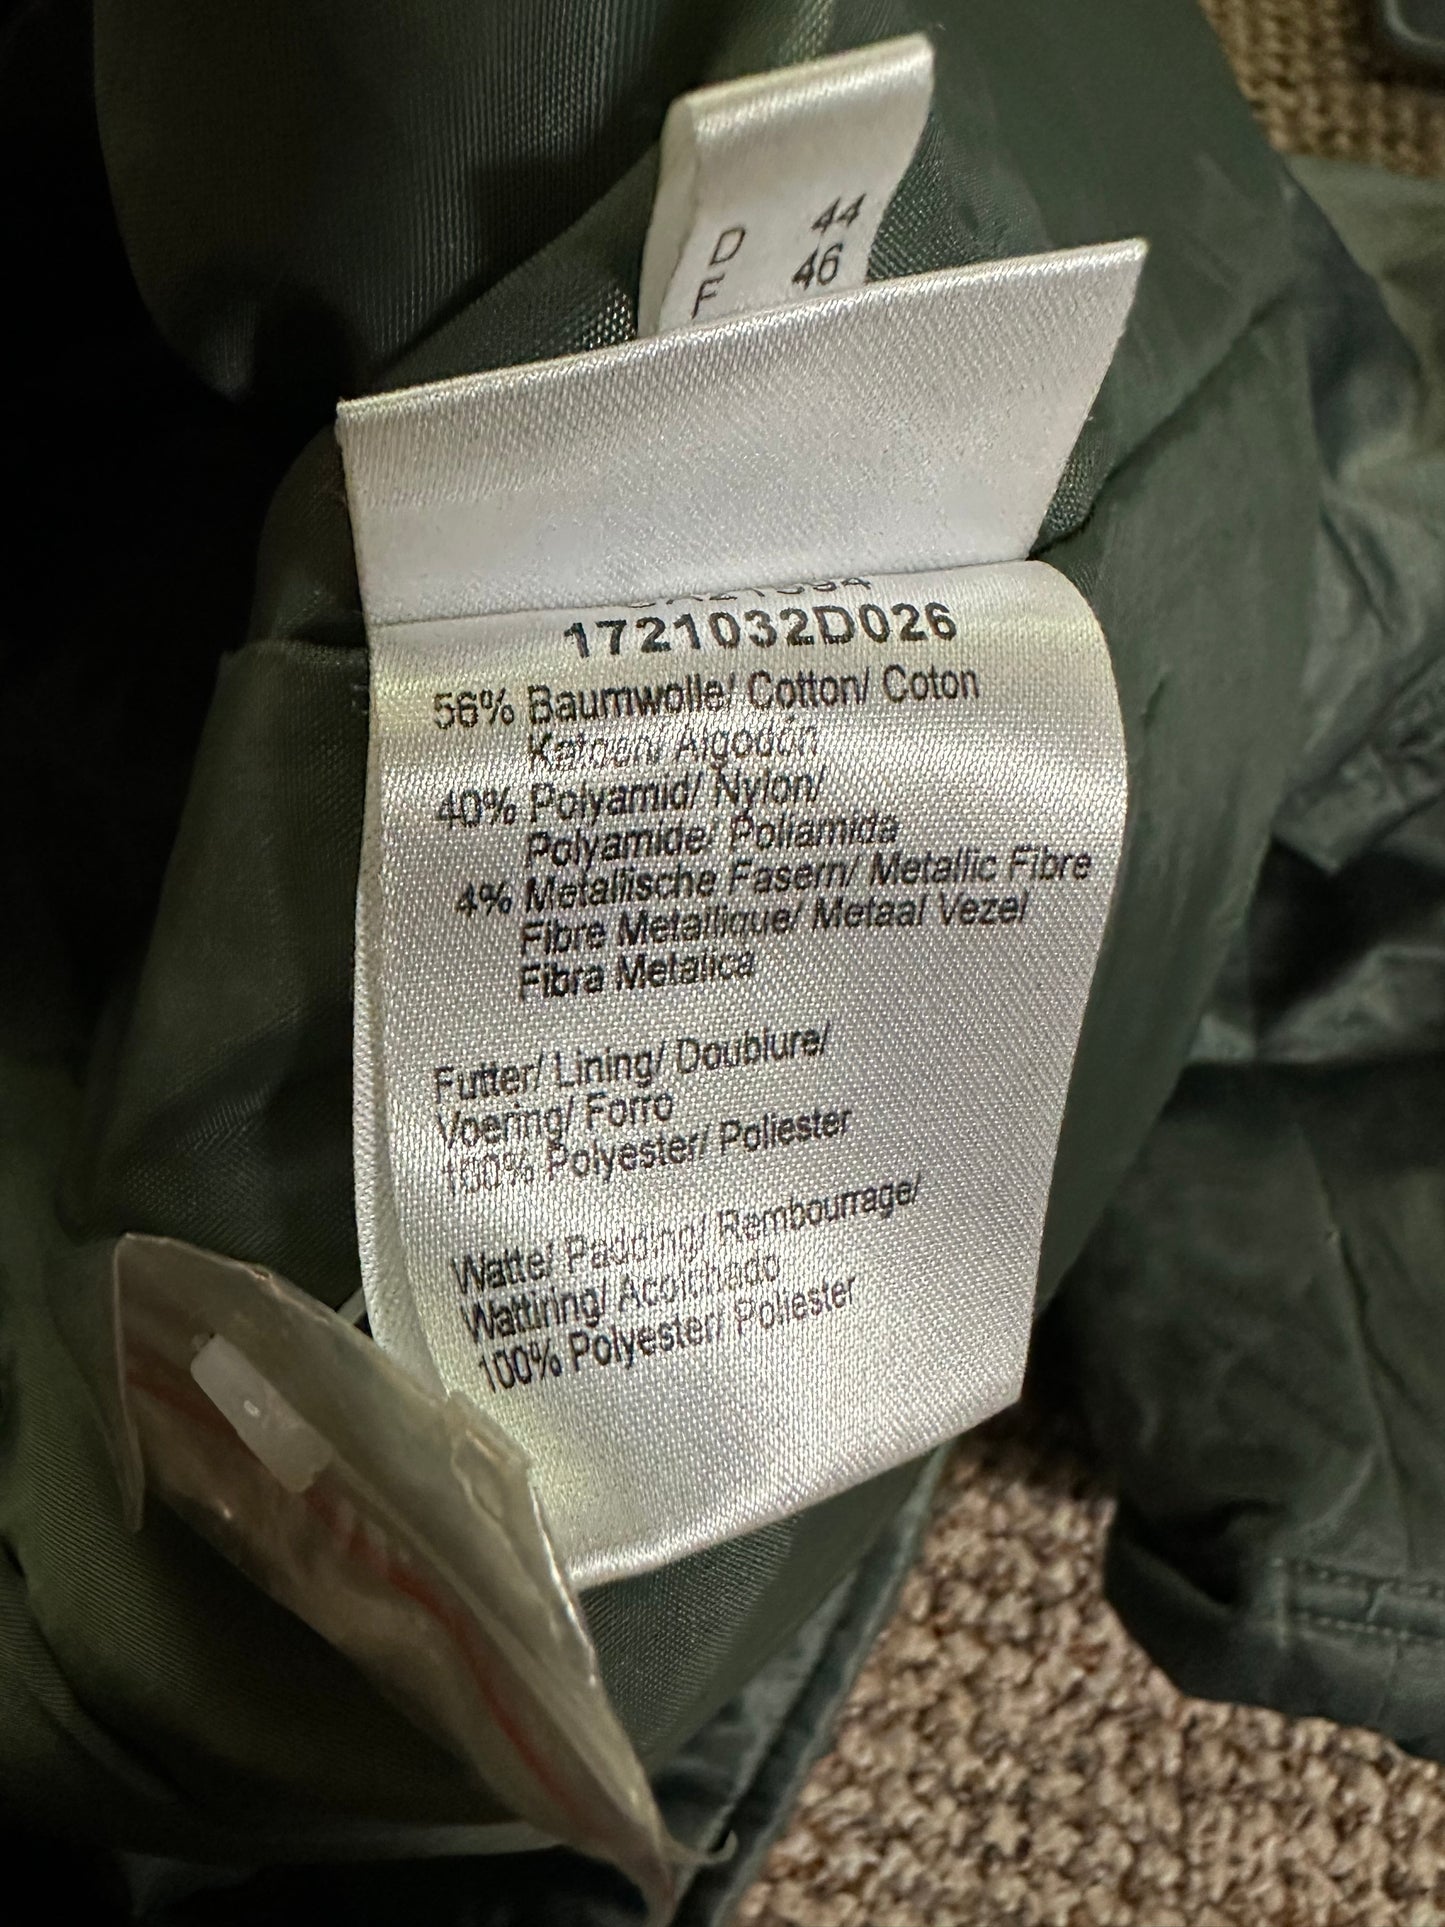 D 44
F 46
1721032D026
56% Baumwolle/ Cotton/ Coton
Katoen/ Algodón
40% Polyamid/ Nylon/
Polyamide/ Poliamida
4% Metallische Fasern/ Metallic Fibre
Fibre Metallique/ Metaal Vezel
Fibra Metalica
Futter/ Lining/ Doublure/
Voering/ Forro
100% Polyester/ Poliester
Watte/ Padding/ Rembourrage/
Wattiring/ Acolchado
100% Polyester/ Poliester